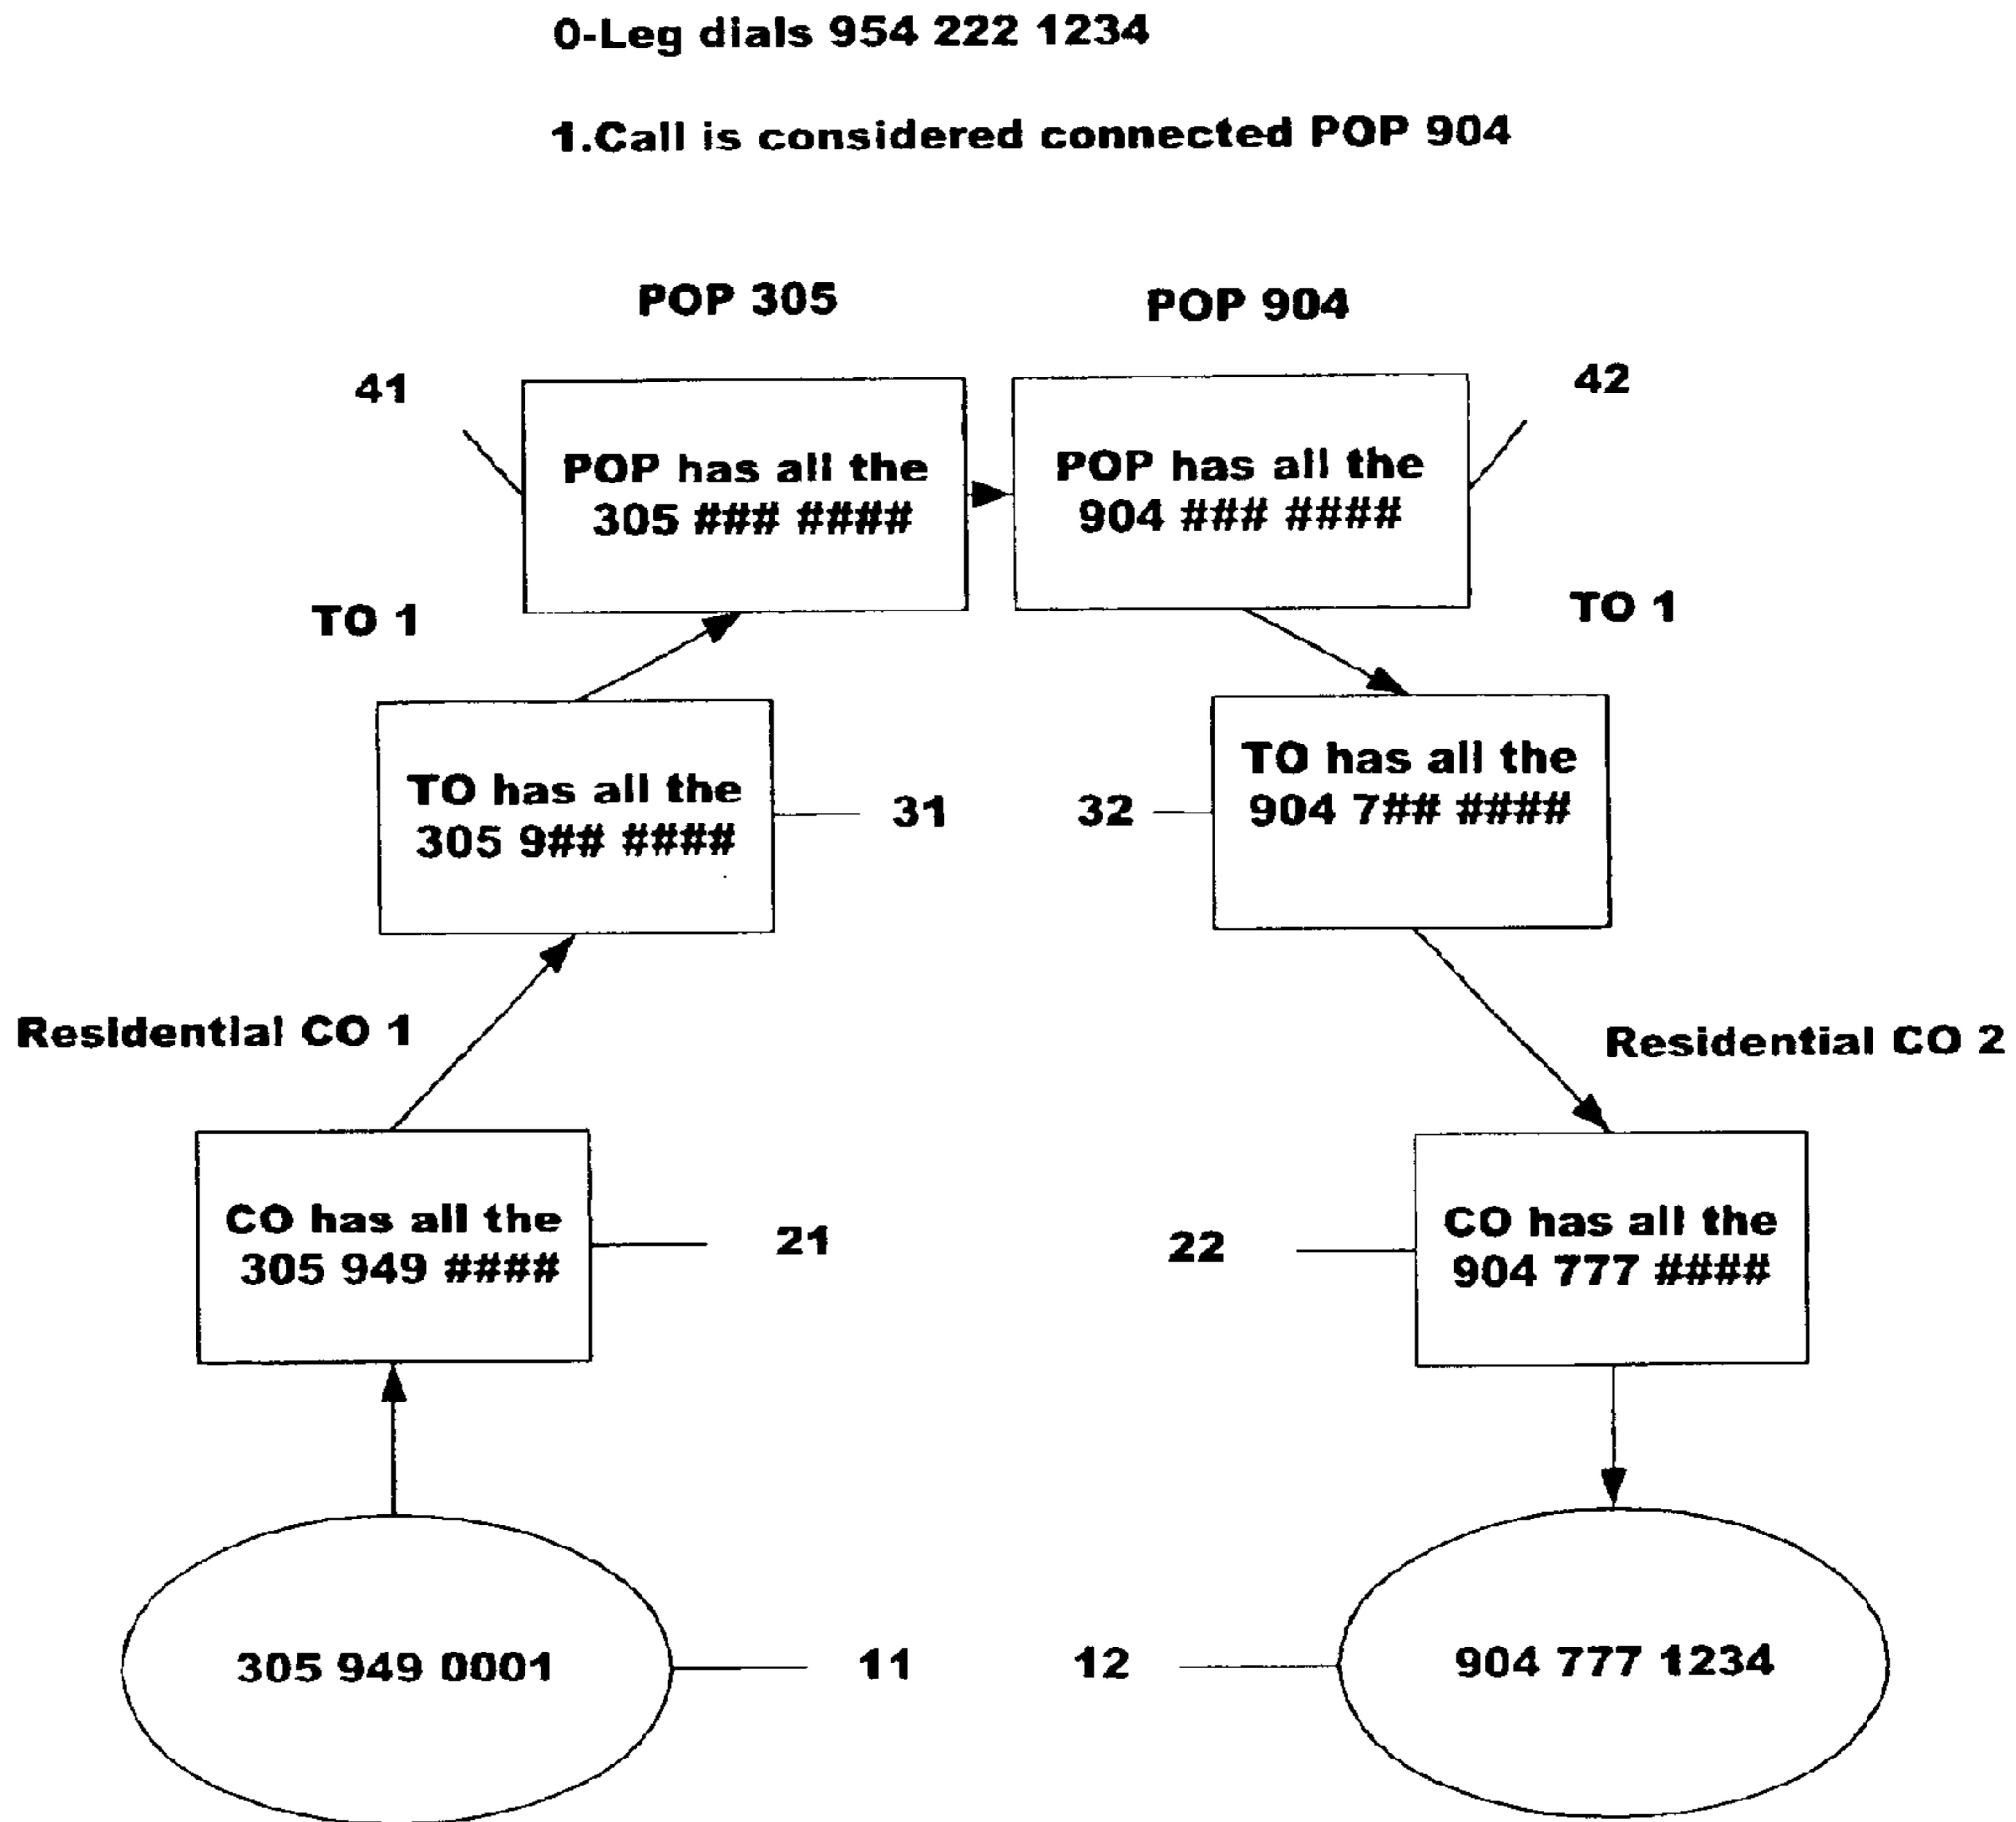 0-Leg dials 954 222 1234
1.Call is considered connected POP 904
POP 305
POP 904
41
42
POP has all the
305 ### ####
POP has all the
904 ### ####
TO 1
TO 1
TO has all the
305 9## ####
31
32
TO has all the
904 7## ####
Residential CO 1
Residential CO 2
CO has all the
305 949 ####
21
22
CO has all the
904 777 ####
305 949 0001
11
12
904 777 1234